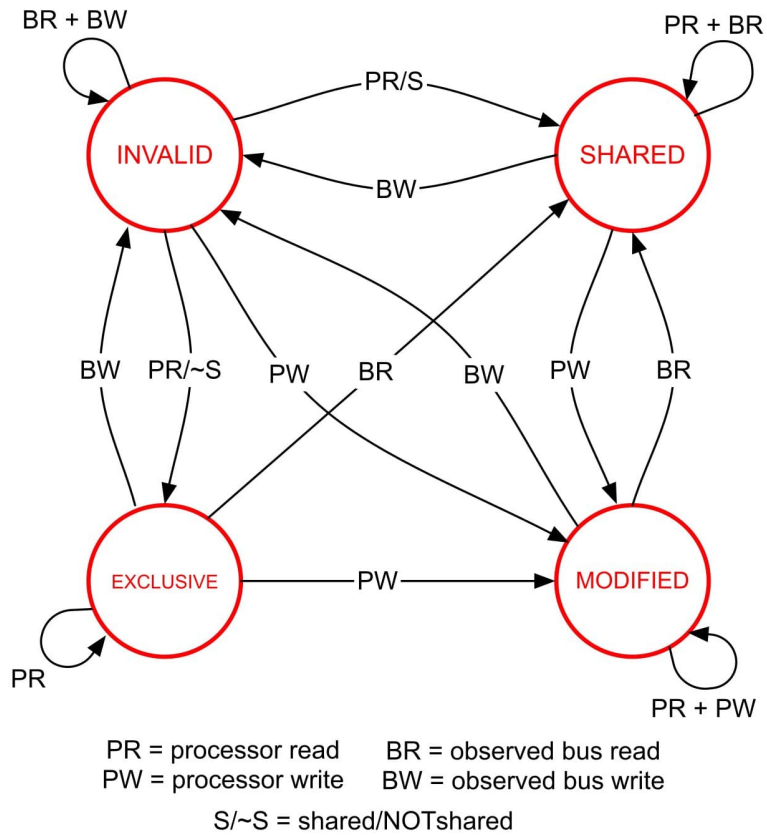 BR + BW
PR + BR
PR/S
INVALID
SHARED
BW
BW
PR/~S
PW
BR
BW
PW
BR
EXCLUSIVE
PW
MODIFIED
PR
PR + PW
PR = processor read
BR = observed bus read
PW = processor write
BW = observed bus write
S/~S = shared/NOTshared